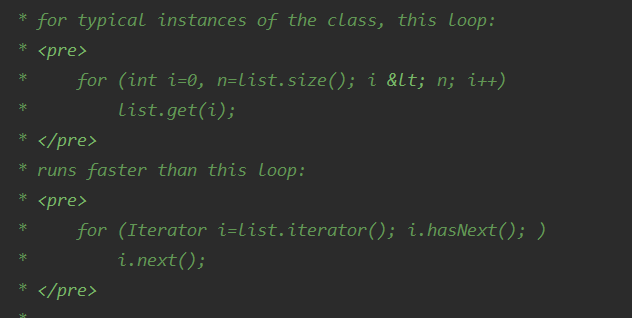 * for typical instances of the class, this loop:
* <pre>
*     for (int i=0, n=list.size(); i &lt; n; i++)
*         list.get(i);
* </pre>
* runs faster than this loop:
* <pre>
*     for (Iterator i=list.iterator(); i.hasNext(); )
*         i.next();
* </pre>
*